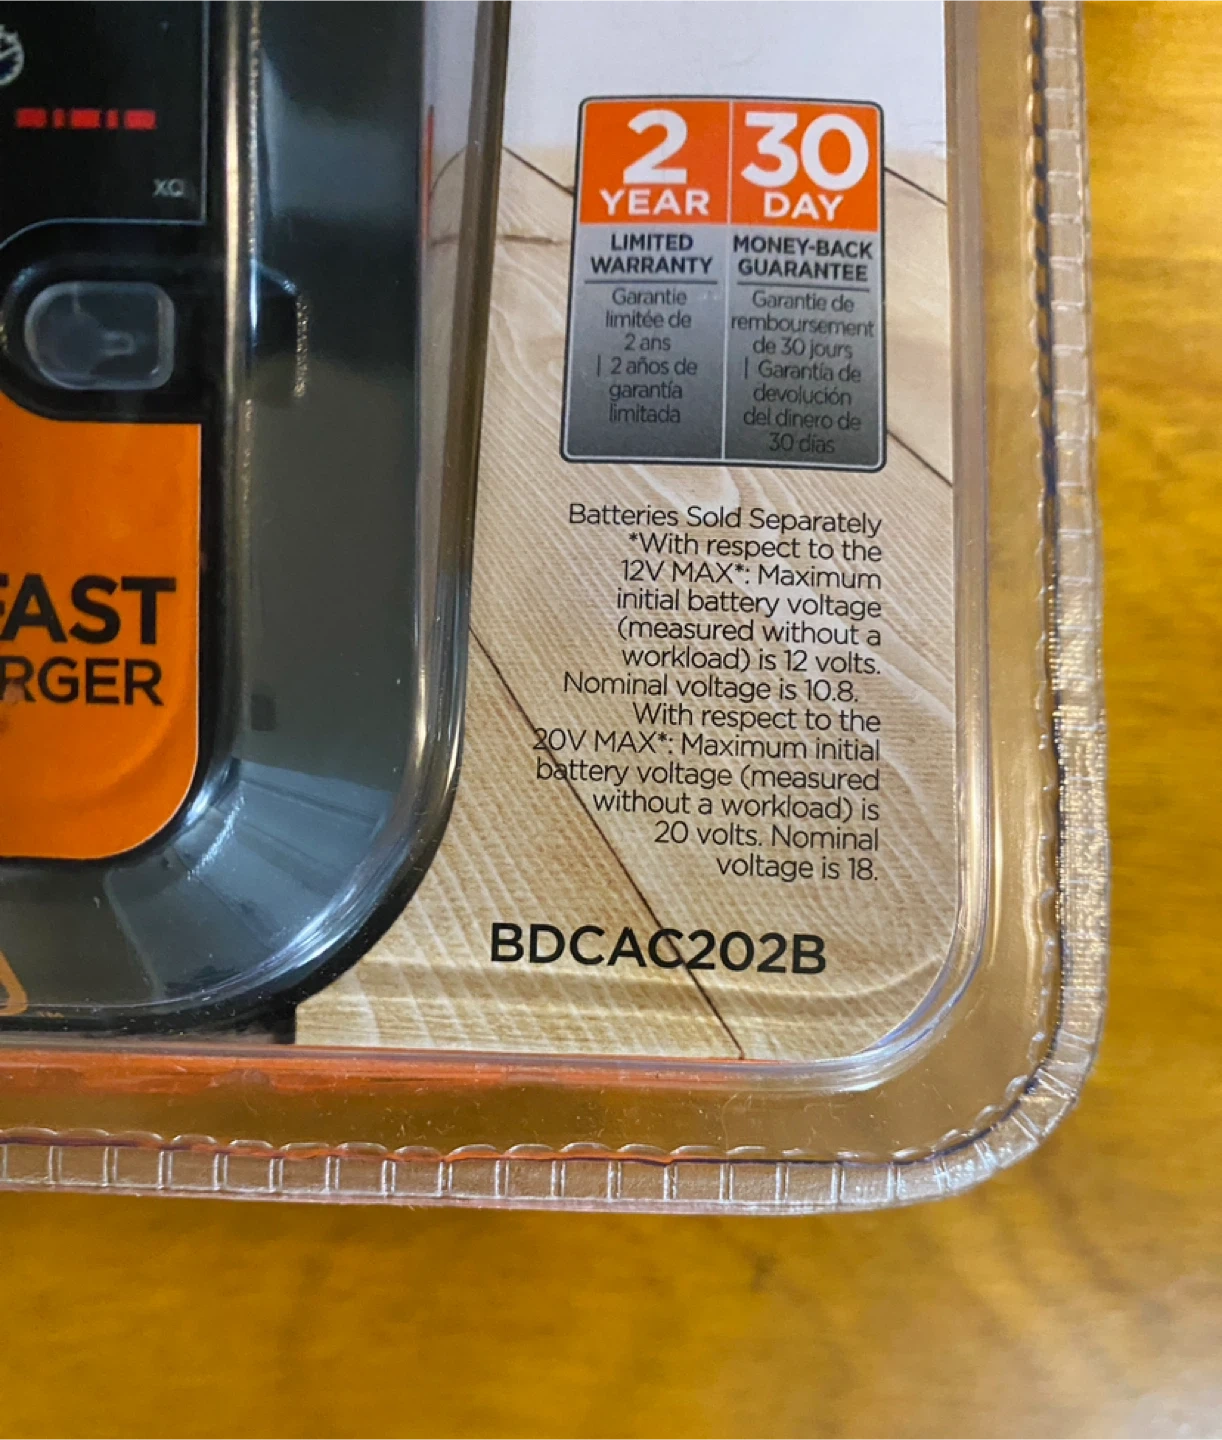 XQ
2
YEAR
LIMITED
WARRANTY
Garantie
limitée de
2 ans
| 2 años de
garantía
limitada
30
DAY
MONEY-BACK
GUARANTEE
Garantie de
remboursement
de 30 jours
| Garantía de
devolución
del dinero de
30 días
FAST
RGER
Batteries Sold Separately
*With respect to the
12V MAX*: Maximum
initial battery voltage
(measured without a
workload) is 12 volts.
Nominal voltage is 10.8.
With respect to the
20V MAX*: Maximum initial
battery voltage (measured
without a workload) is
20 volts. Nominal
voltage is 18.
BDCAC202B